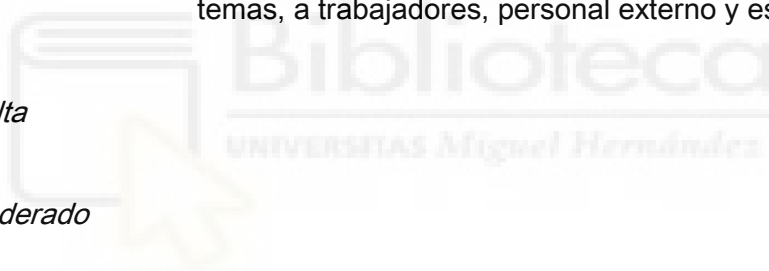 temas, a trabajadores, personal externo y es
Biblioteca
UNIVERSITAS Miguel Hernández
lta
derado